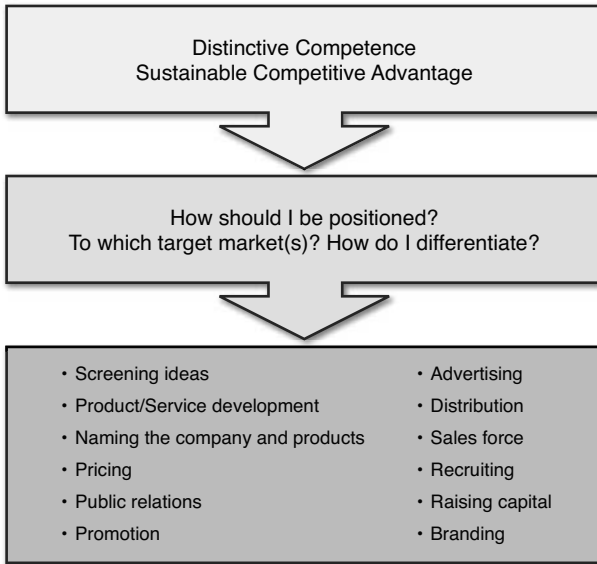 Distinctive Competence
Sustainable Competitive Advantage
How should I be positioned?
To which target market(s)? How do I differentiate?
• Screening ideas
• Product/Service development
• Naming the company and products
• Pricing
• Public relations
• Promotion
• Advertising
• Distribution
• Sales force
• Recruiting
• Raising capital
• Branding